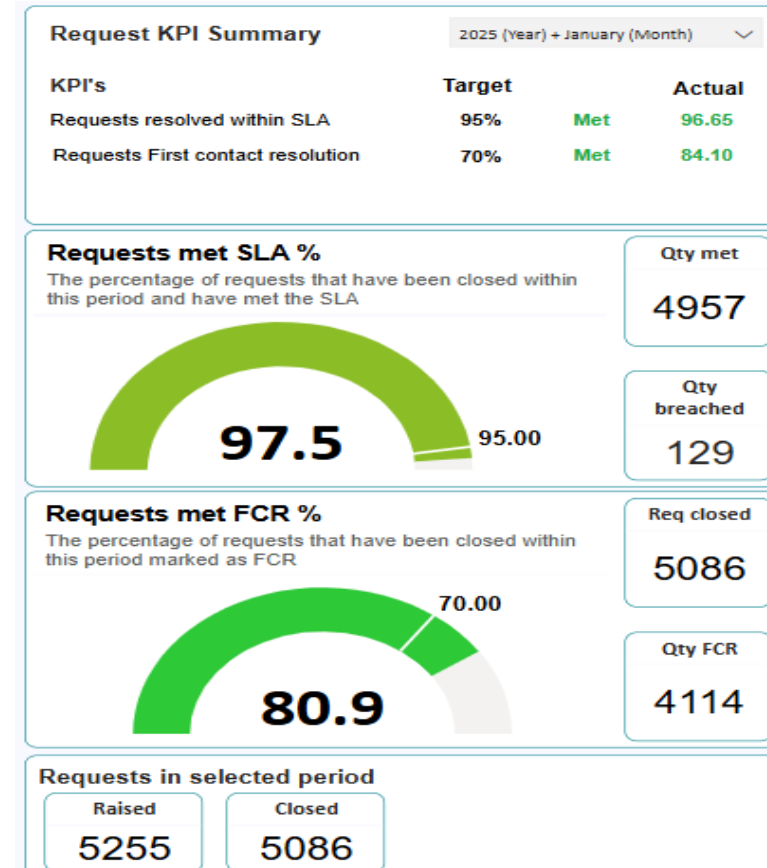 Request KPI Summary
2025 (Year) + January (Month)
KPI's Target Actual
Requests resolved within SLA 95% Met 96.65
Requests First contact resolution 70% Met 84.10
Requests met SLA %
The percentage of requests that have been closed within
this period and have met the SLA
97.5
95.00
Qty met
4957
Qty
breached
129
Requests met FCR %
The percentage of requests that have been closed within
this period marked as FCR
70.00
80.9
Req closed
5086
Qty FCR
4114
Requests in selected period
Raised
5255
Closed
5086